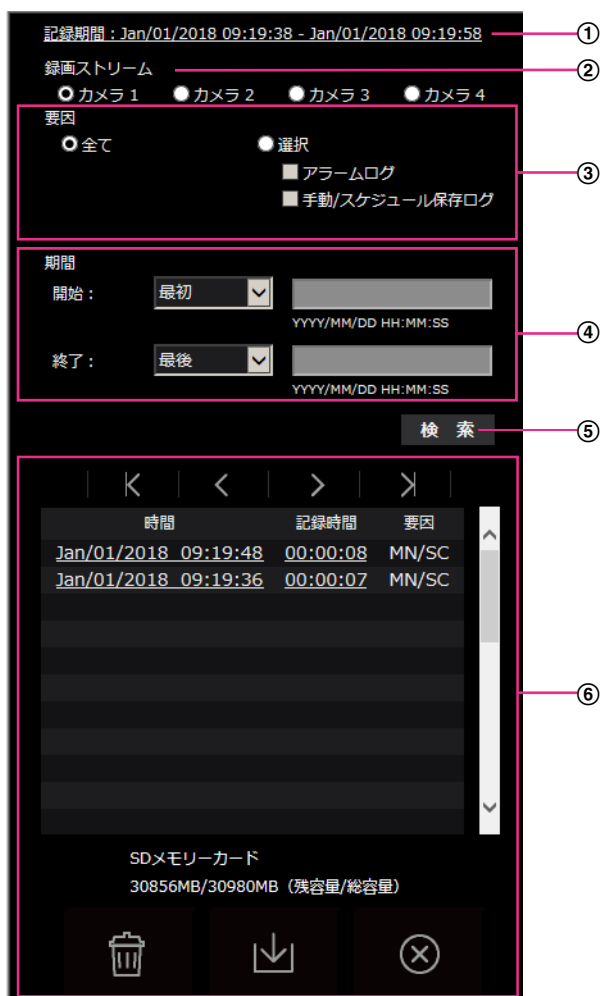 記録期間 : Jan/01/2018 09:19:38 - Jan/01/2018 09:19:58 ①
録画ストリーム ②
カメラ 1 カメラ 2 カメラ 3 カメラ 4
要因
全て 選択
アラームログ ③
手動/スケジュール保存ログ
期間
開始 : 最初
YYYY/MM/DD HH:MM:SS
④
終了 : 最後
YYYY/MM/DD HH:MM:SS
検 索 ⑤
時間 記録時間 要因
Jan/01/2018 09:19:48 00:00:08 MN/SC
Jan/01/2018 09:19:36 00:00:07 MN/SC
⑥
SDメモリーカード
30856MB/30980MB（残容量/総容量）